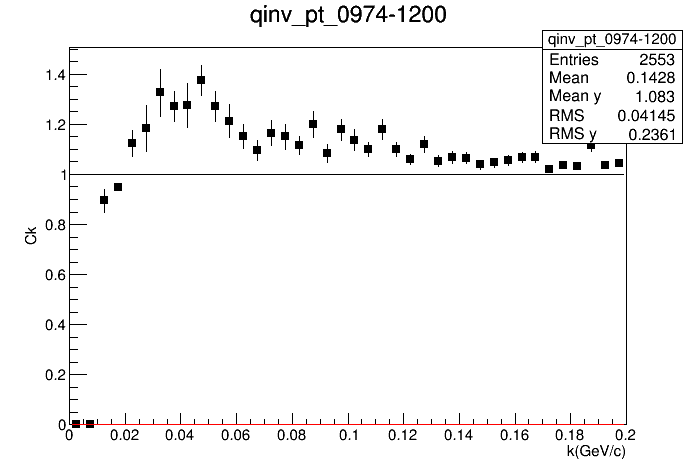 qinv_pt_0974-1200
qinv_pt_0974-1200
Entries 2553
Mean 0.1428
Mean y 1.083
RMS 0.04145
RMS y 0.2361
1.4
1.2
1
0.8
0.6
0.4
0.2
0
Ck
0 0.02 0.04 0.06 0.08 0.1 0.12 0.14 0.16 0.18 0.2
k(GeV/c)